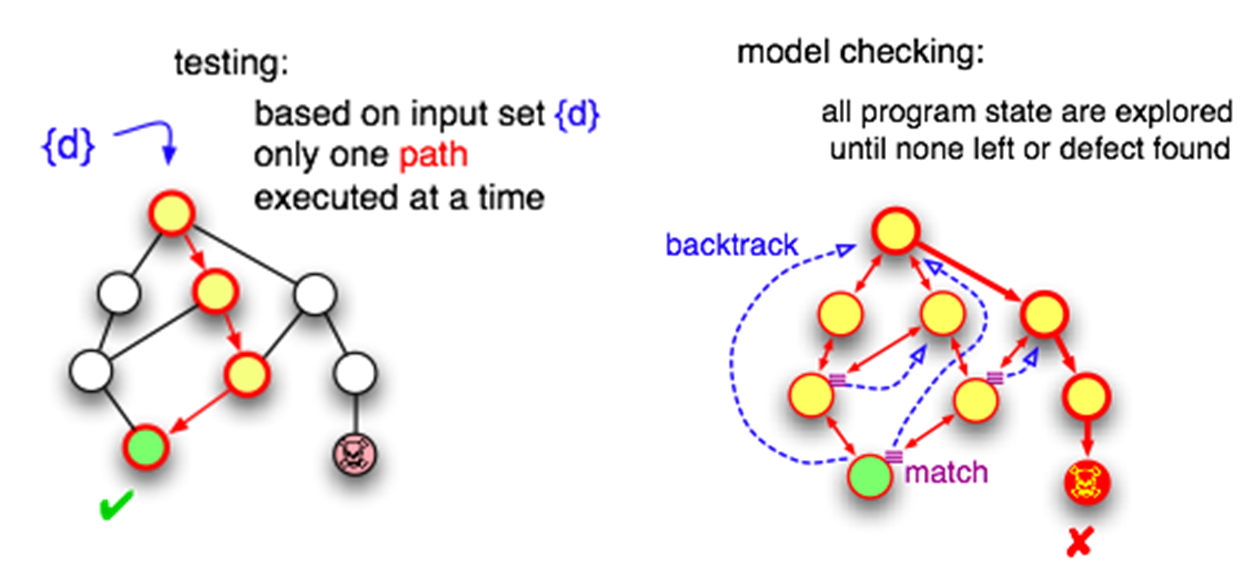 testing:
based on input set {d}
only one path
executed at a time
{d}
model checking:
all program state are explored
until none left or defect found
backtrack
match